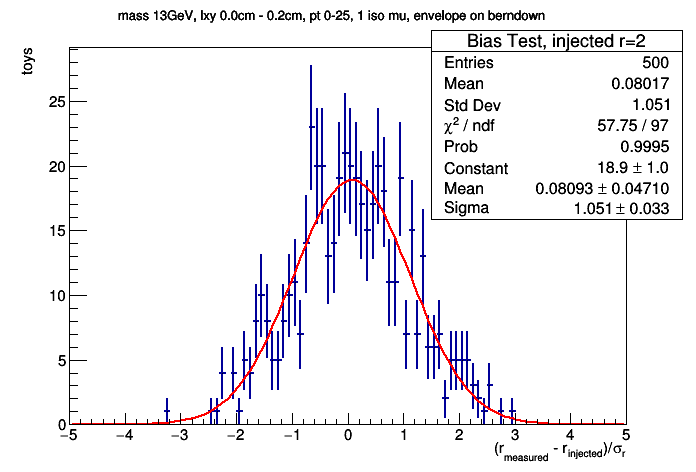 mass 13GeV, lxy 0.0cm - 0.2cm, pt 0-25, 1 iso mu, envelope on berndown
Bias Test, injected r=2
Entries 500
Mean 0.08017
Std Dev 1.051
χ² / ndf 57.75 / 97
Prob 0.9995
Constant 18.9 ± 1.0
Mean 0.08093 ± 0.04710
Sigma 1.051 ± 0.033
toys
25
20
15
10
5
0
−5 −4 −3 −2 −1 0 1 2 3 4 5
(r_measured - r_injected)/σ_r